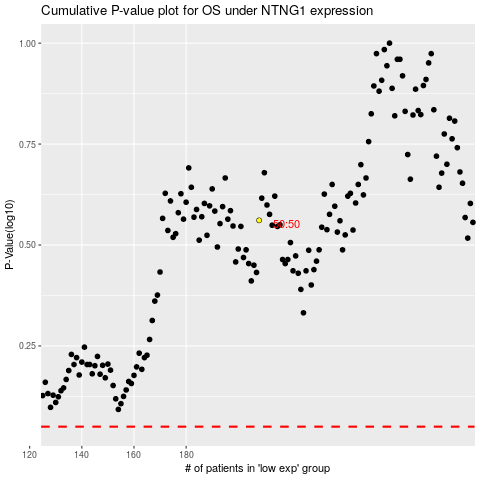 Cumulative P-value plot for OS under NTNG1 expression
P-Value(log10)
1.00
0.75
0.50
0.25
50:50
120 140 160 180
# of patients in 'low exp' group